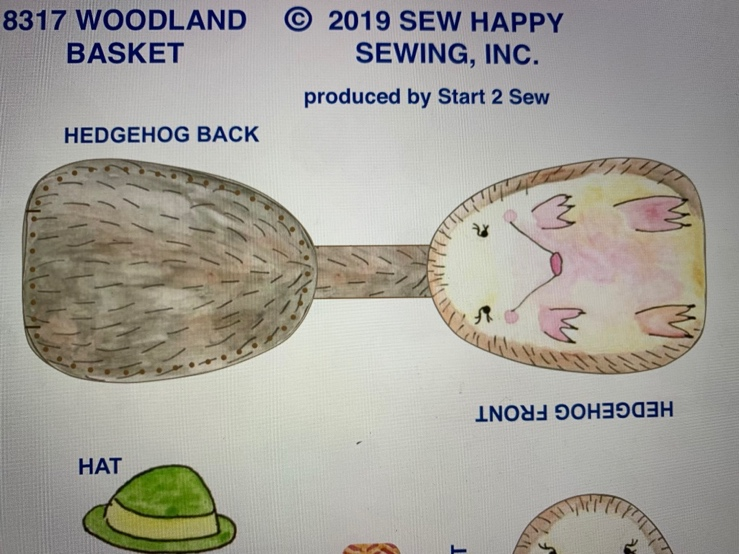 8317 WOODLAND
BASKET
© 2019 SEW HAPPY
SEWING, INC.
produced by Start 2 Sew
HEDGEHOG BACK
HEDGEHOG FRONT
HAT
T